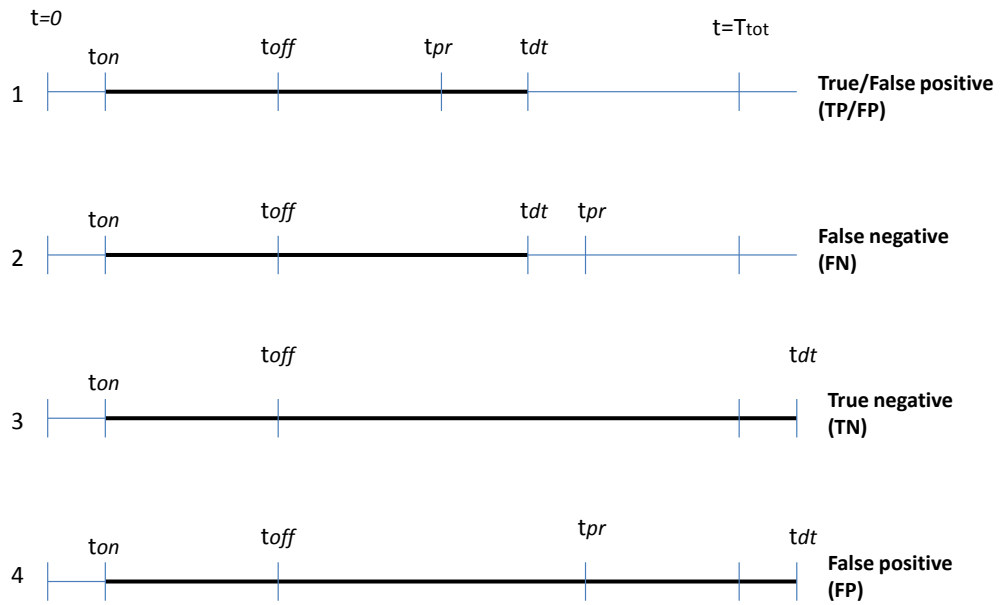 t=0
t=Ttot
ton toff tpr tdt
1 True/False positive
(TP/FP)
ton toff tdt tpr
2 False negative
(FN)
toff tdt
ton
3 True negative
(TN)
ton toff tpr tdt
4 False positive
(FP)